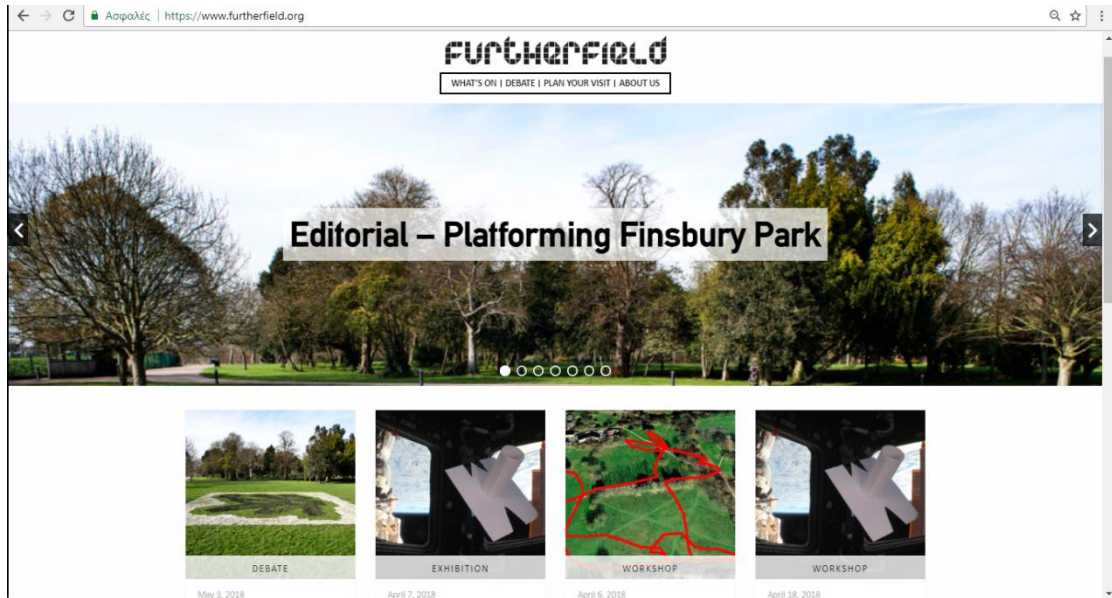 Ασφαλές | https://www.furtherfield.org
FURTHERFIELD
WHAT'S ON | DEBATE | PLAN YOUR VISIT | ABOUT US
Editorial – Platforming Finsbury Park
DEBATE
EXHIBITION
WORKSHOP
WORKSHOP
May 3, 2018
April 7, 2018
April 6, 2018
April 18, 2018